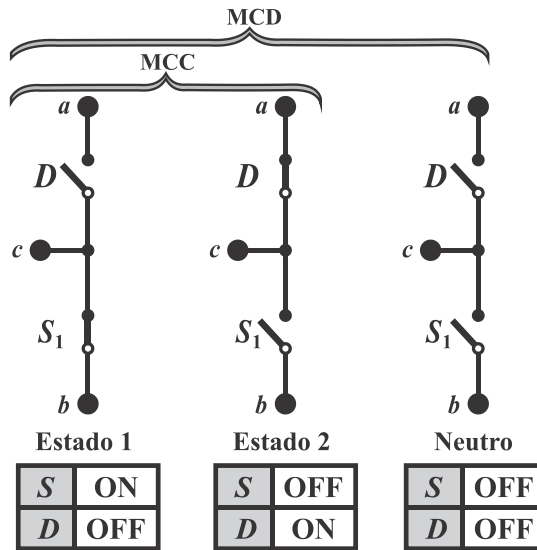 MCD
MCC
a a a
D D D
c c c
S1 S1 S1
b b b
Estado 1 Estado 2 Neutro
S ON S OFF S OFF
D OFF D ON D OFF